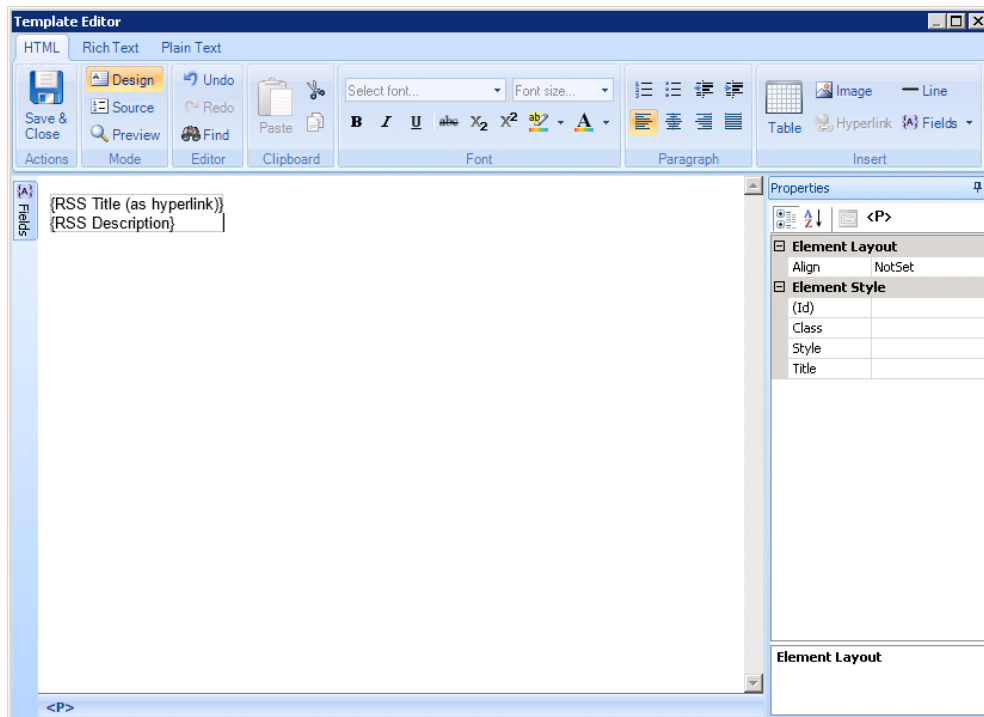 Template Editor
HTML Rich Text Plain Text
Save & Close
Design
Source
Preview
Undo
Redo
Find
Paste
Select font... Font size...
B I U abc X2 X2 ab A
Table
Image Line
Hyperlink {A} Fields
Actions Mode Editor Clipboard Font Paragraph Insert
{A} Fields
{RSS Title (as hyperlink)}
{RSS Description}
Properties
A Z <P>
Element Layout
Align NotSet
Element Style
(Id)
Class
Style
Title
Element Layout
<P>